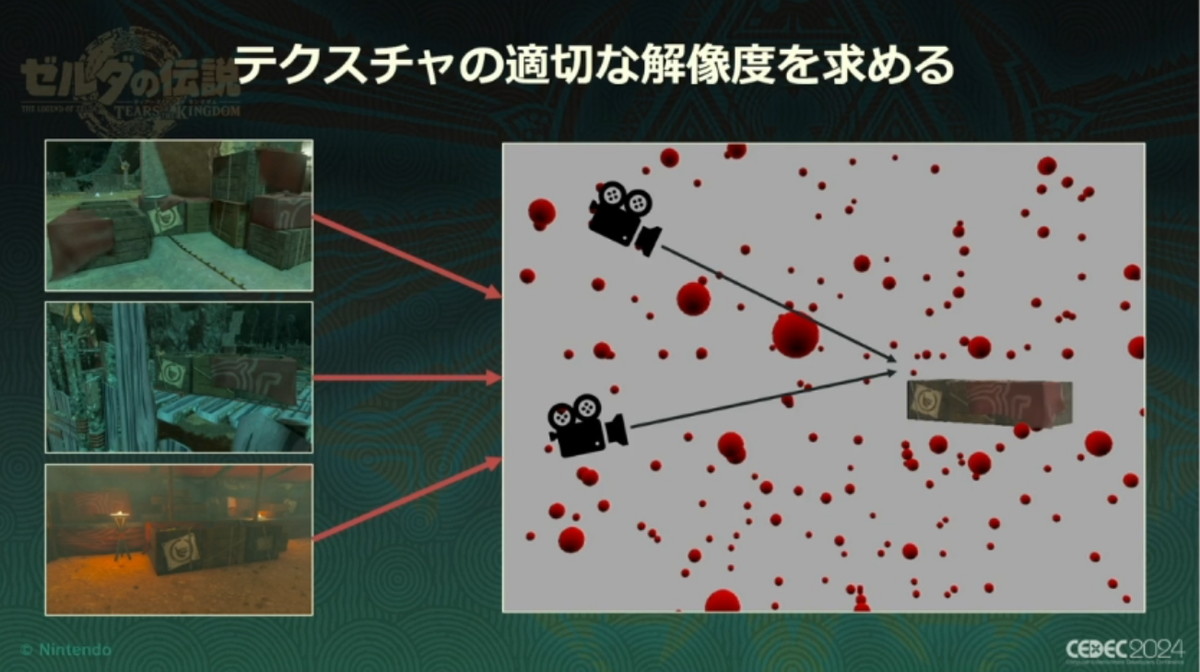 テクスチャの適切な解像度を求める
ゼルダの伝説
THE LEGEND OF ZELDA
TEARS OF THE KINGDOM
© Nintendo
CEDEC2024